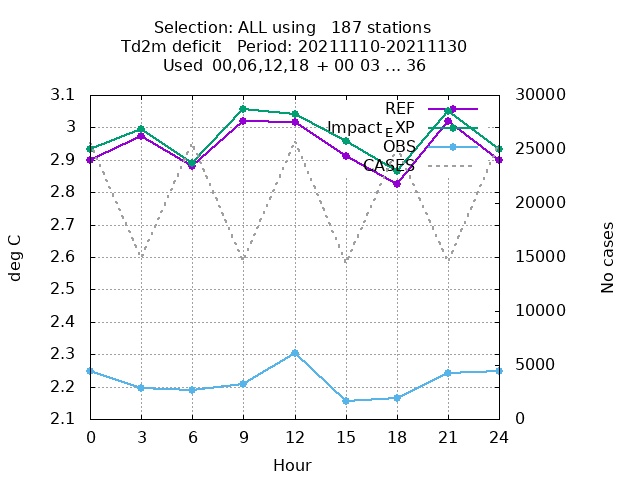 Selection: ALL using   187 stations
Td2m deficit   Period: 20211110-20211130
Used  00,06,12,18  + 00 03 ... 36
3.1
3
2.9
2.8
2.7
2.6
2.5
2.4
2.3
2.2
2.1
deg C
30000
25000
20000
15000
10000
5000
0
No cases
REF
Impact_EXP
OBS
CASES
0 3 6 9 12 15 18 21 24
Hour